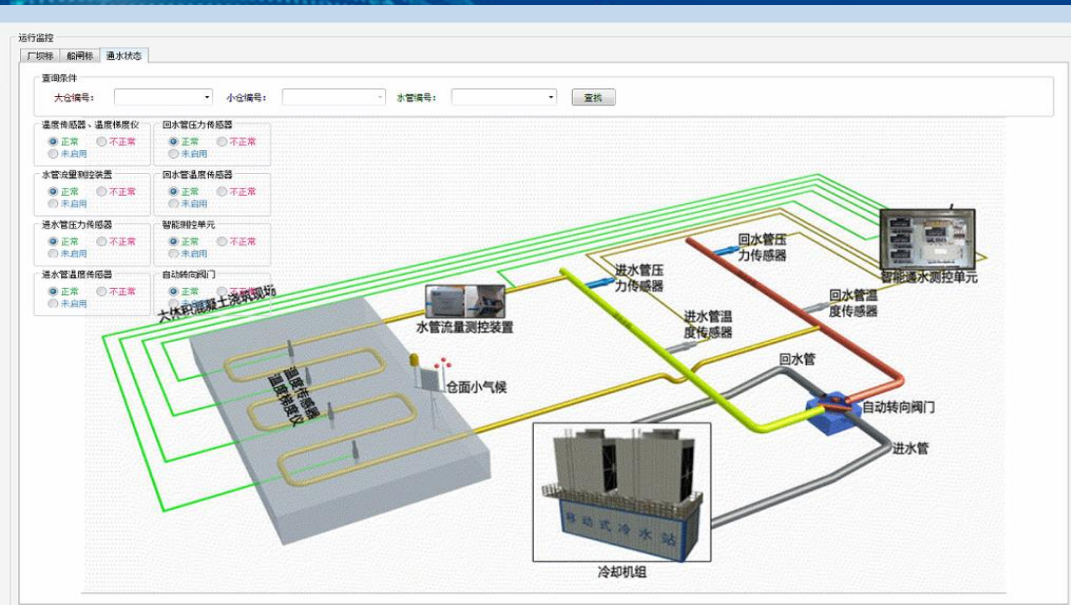 运行监控
厂坝标 船闸标 通水状态
查询条件
大仓编号: 小仓编号: 水管编号: 查找
温度传感器、温度梯度仪 回水管压力传感器
正常 不正常 正常 不正常
未启用 未启用
水管流量测控装置 回水管温度传感器
正常 不正常 正常 不正常
未启用 未启用
进水管压力传感器 智能测控单元
正常 不正常 正常 不正常
未启用 未启用
进水管温度传感器 自动转向阀门
正常 不正常 正常 不正常
未启用
大体积混凝土浇筑现场
回水管压
力传感器
进水管压
力传感器
智能通水测控单元
回水管温
度传感器
水管流量测控装置
进水管温
度传感器
回水管
仓面小气候
温度传感器
温度梯度仪
自动转向阀门
进水管
移动式冷水站
冷却机组